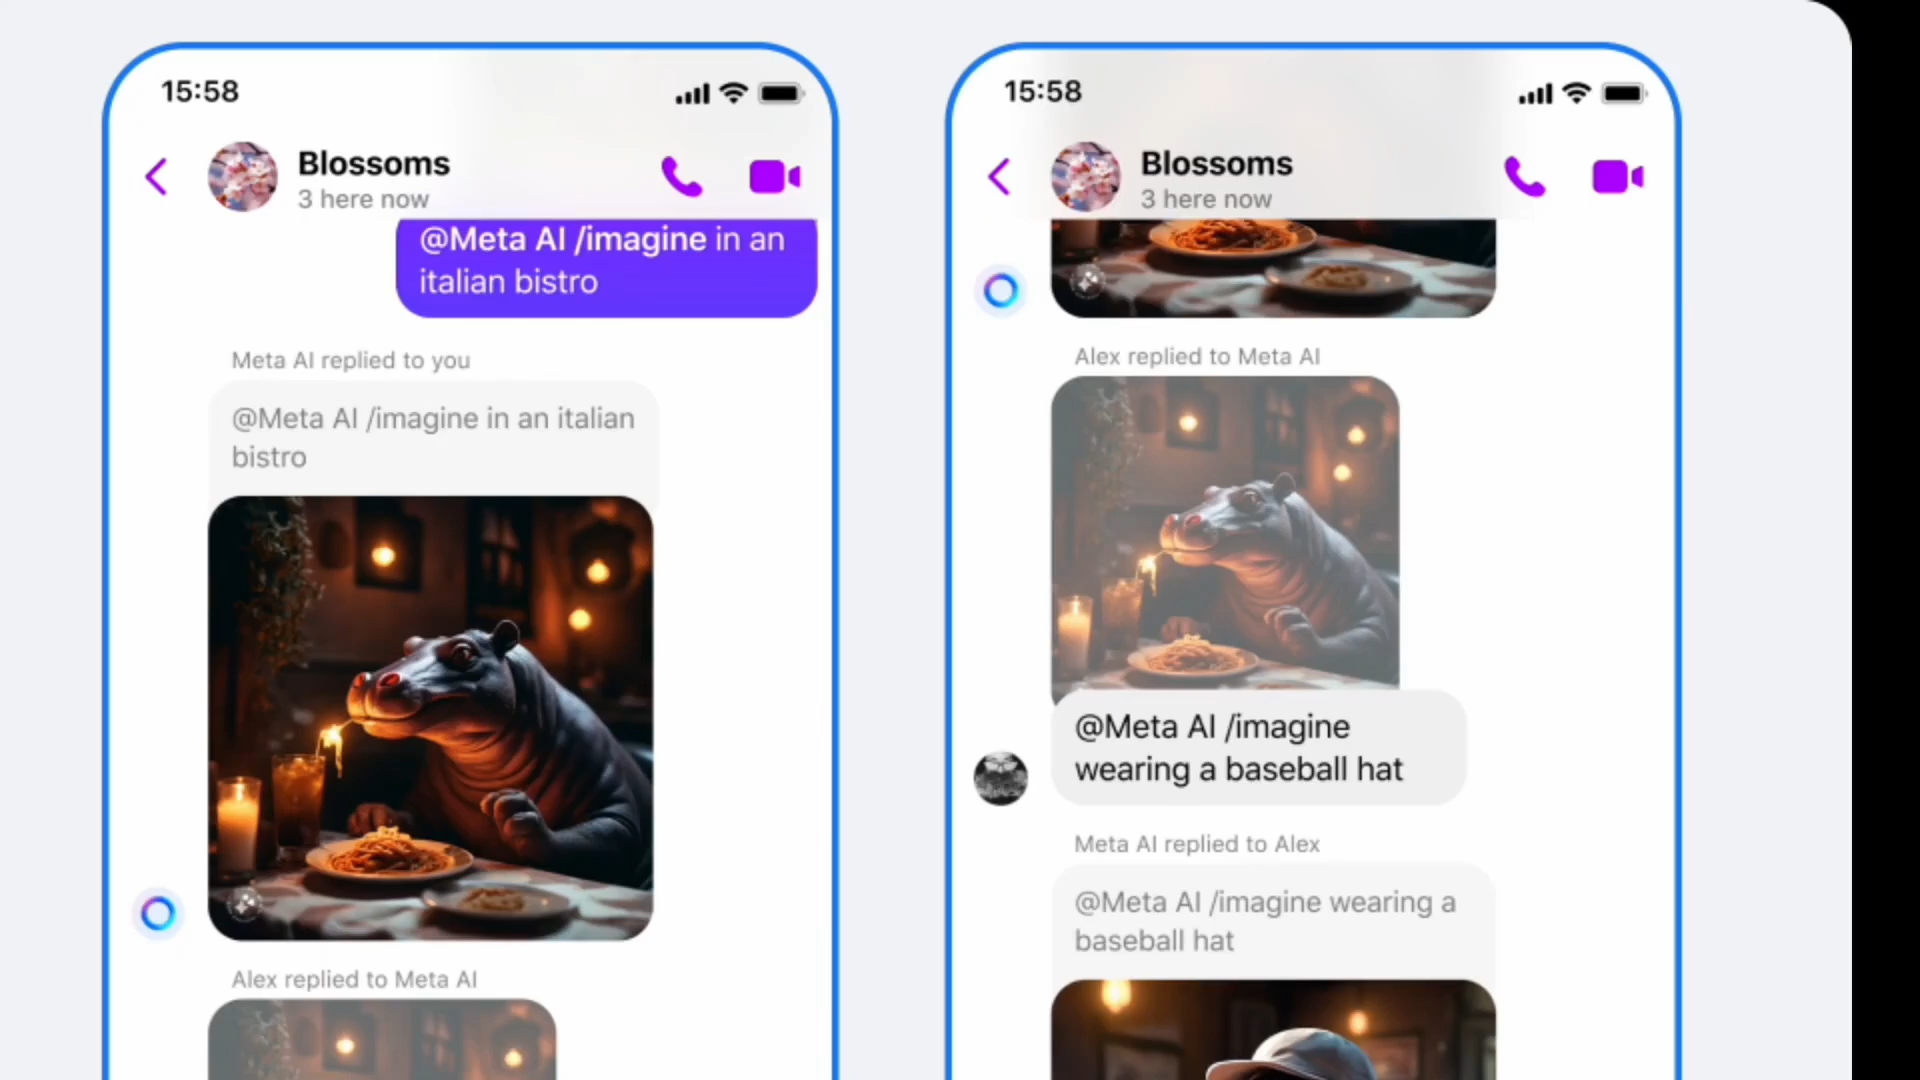 15:58
Blossoms
3 here now
@Meta AI /imagine in an
italian bistro
Meta AI replied to you
@Meta AI /imagine in an italian
bistro
Alex replied to Meta AI
15:58
Blossoms
3 here now
Alex replied to Meta AI
@Meta AI /imagine
wearing a baseball hat
Meta AI replied to Alex
@Meta AI /imagine wearing a
baseball hat